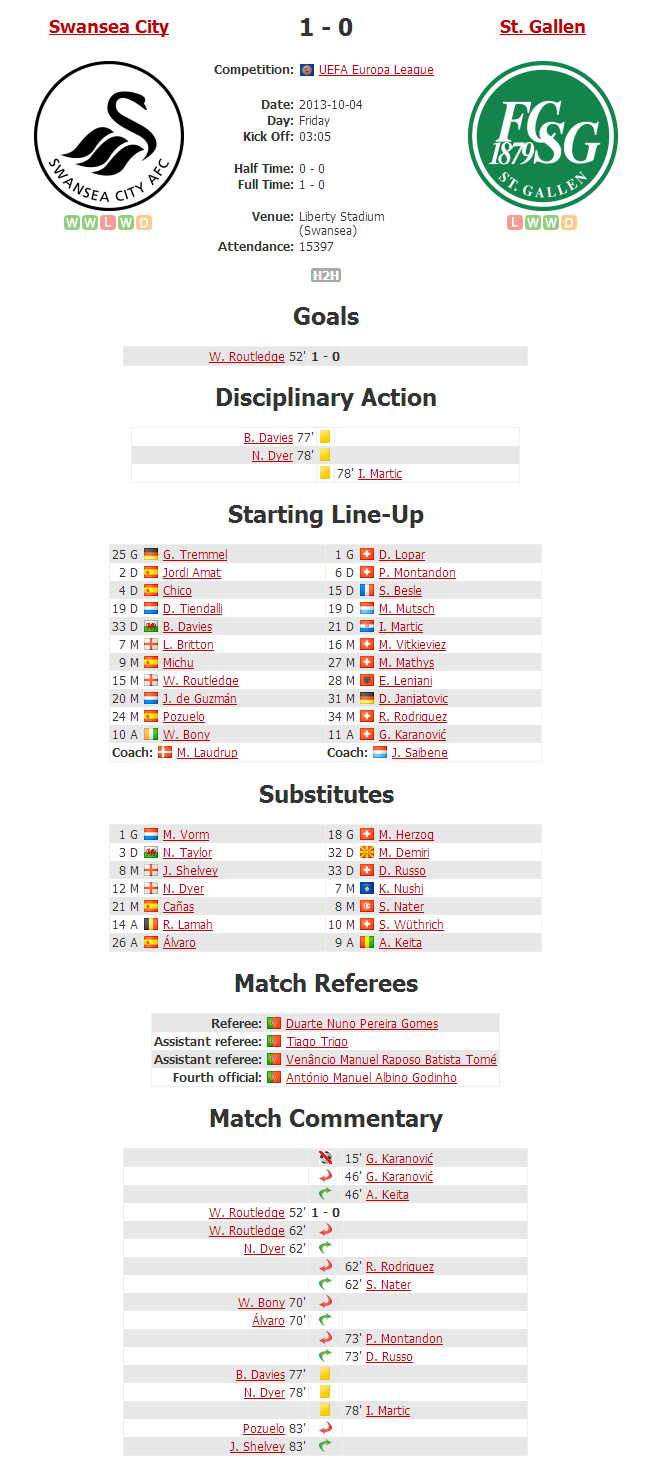 Swansea City 1 - 0 St. Gallen
Competition: UEFA Europa League
Date: 2013-10-04
Day: Friday
Kick Off: 03:05
Half Time: 0 - 0
Full Time: 1 - 0
Venue: Liberty Stadium
(Swansea)
Attendance: 15397
SWANSEA CITY AFC
FCSG
1879
ST. GALLEN
W W L W D
L W W D
H2H
Goals
W. Routledge 52' 1 - 0
Disciplinary Action
B. Davies 77'
N. Dyer 78'
78' I. Martic
Starting Line-Up
25 G G. Tremmel 1 G D. Lopar
2 D Jordi Amat 6 D P. Montandon
4 D Chico 15 D S. Besle
19 D D. Tiendalli 19 D M. Mutsch
33 D B. Davies 21 D I. Martic
7 M L. Britton 16 M M. Vitkieviez
9 M Michu 27 M M. Mathys
15 M W. Routledge 28 M E. Lenjani
20 M J. de Guzmán 31 M D. Janjatovic
24 M Pozuelo 34 M R. Rodriguez
10 A W. Bony 11 A G. Karanović
Coach: M. Laudrup Coach: J. Saibene
Substitutes
1 G M. Vorm 18 G M. Herzog
3 D N. Taylor 32 D M. Demiri
8 M J. Shelvey 33 D D. Russo
12 M N. Dyer 7 M K. Nushi
21 M Cañas 8 M S. Nater
14 A R. Lamah 10 M S. Wüthrich
26 A Álvaro 9 A A. Keita
Match Referees
Referee: Duarte Nuno Pereira Gomes
Assistant referee: Tiago Trigo
Assistant referee: Venâncio Manuel Raposo Batista Tomé
Fourth official: António Manuel Albino Godinho
Match Commentary
15' G. Karanović
46' G. Karanović
46' A. Keita
W. Routledge 52' 1 - 0
W. Routledge 62'
N. Dyer 62'
62' R. Rodriguez
62' S. Nater
W. Bony 70'
Álvaro 70'
73' P. Montandon
73' D. Russo
B. Davies 77'
N. Dyer 78'
78' I. Martic
Pozuelo 83'
J. Shelvey 83'